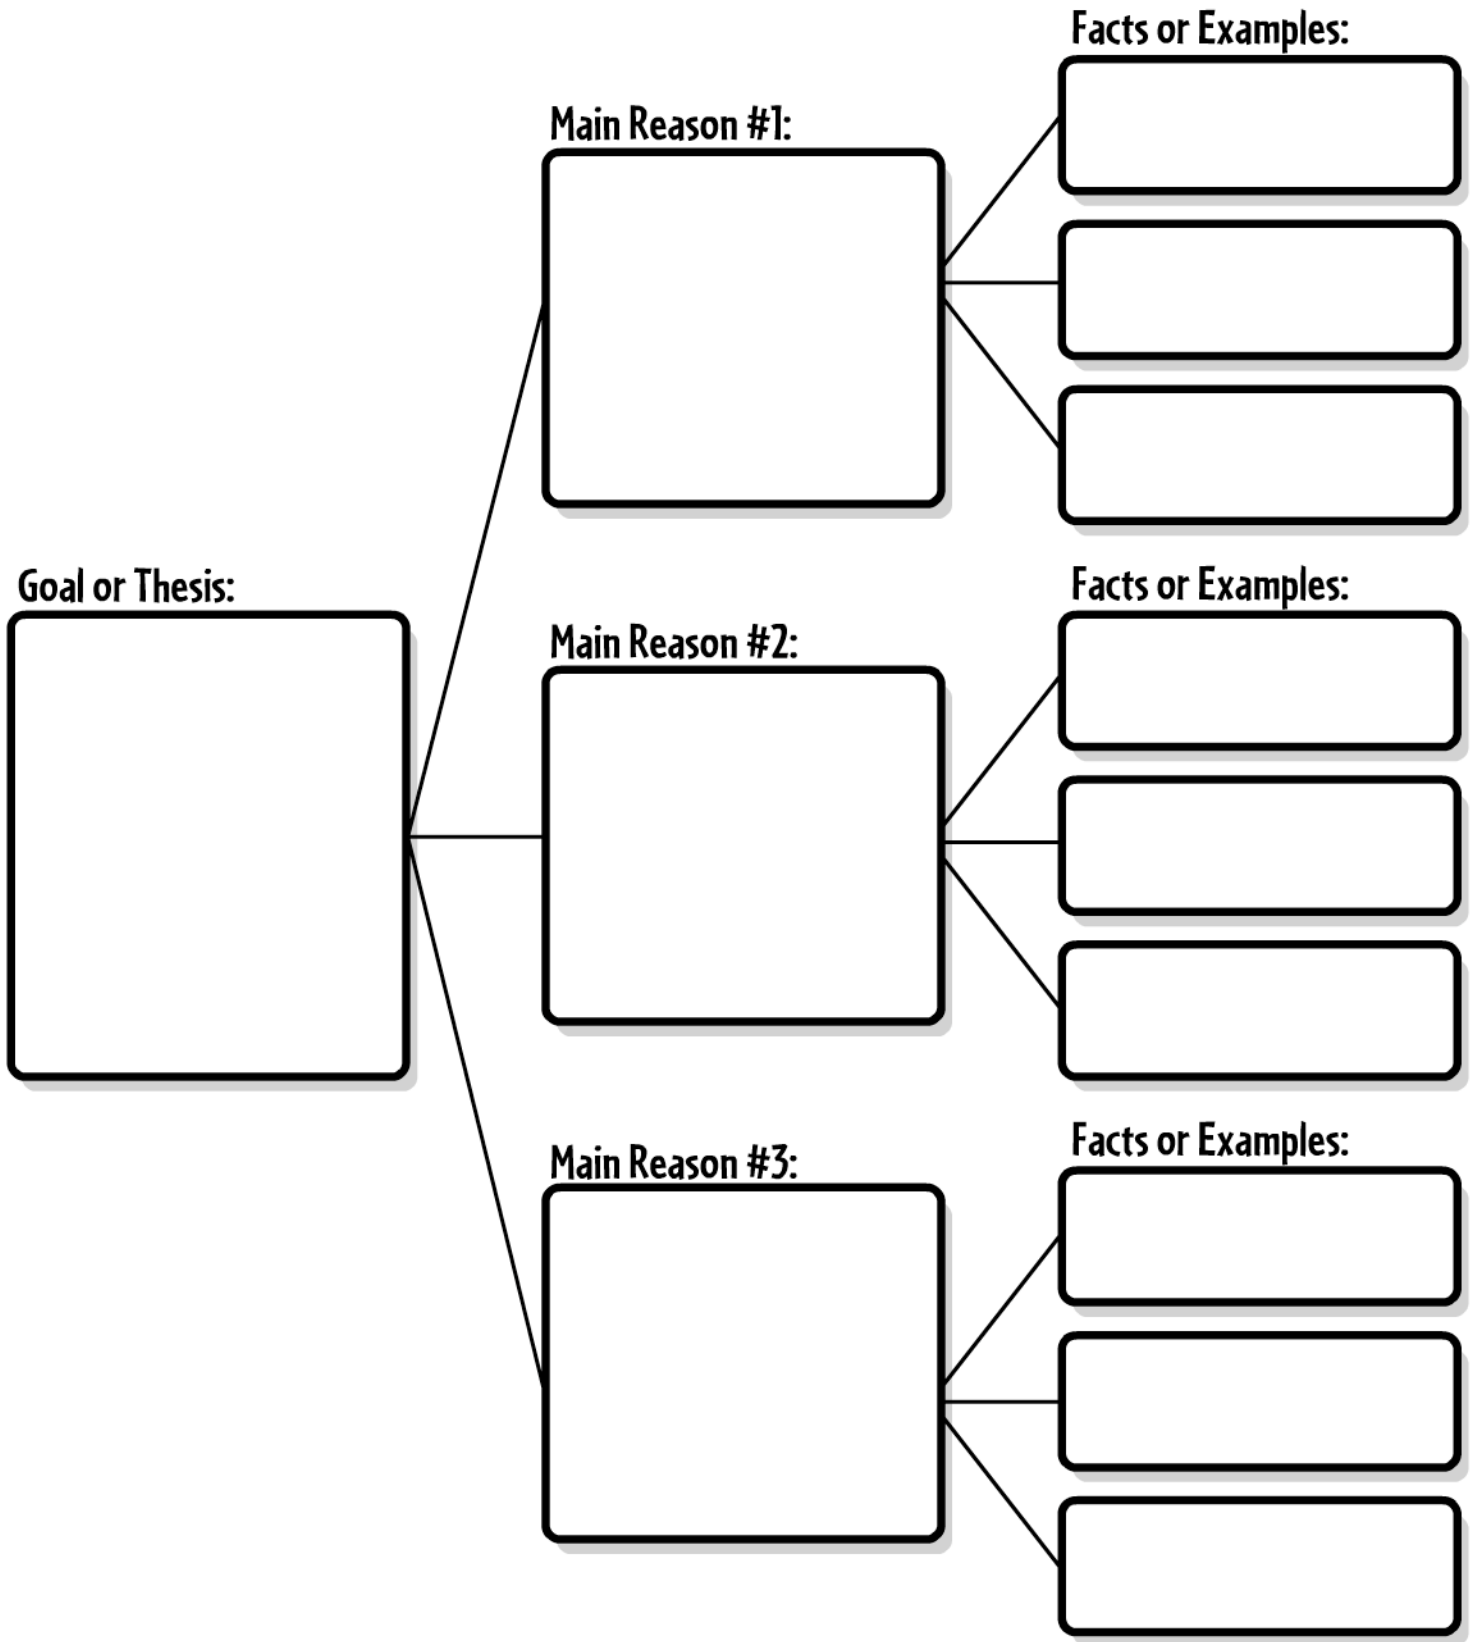 Goal or Thesis:
Main Reason #1:
Facts or Examples:
Main Reason #2:
Facts or Examples:
Main Reason #3:
Facts or Examples: